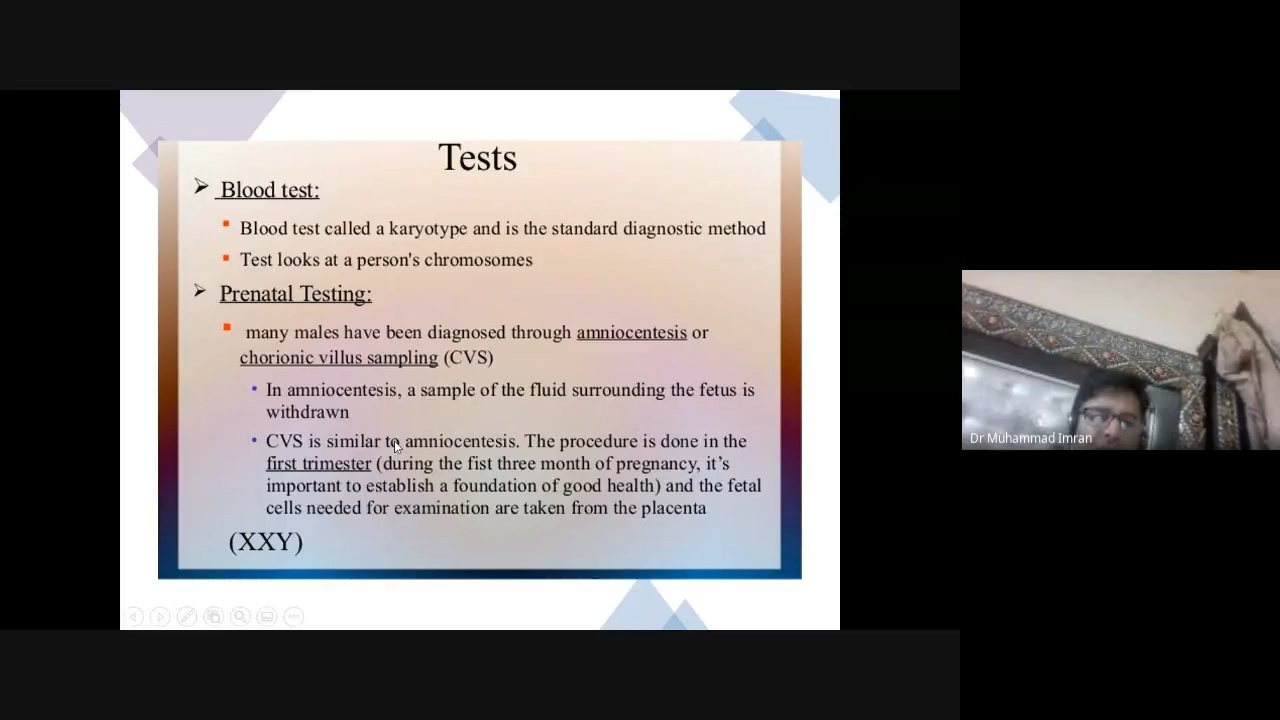 Tests
Blood test:
Blood test called a karyotype and is the standard diagnostic method
Test looks at a person's chromosomes
Prenatal Testing:
many males have been diagnosed through amniocentesis or
chorionic villus sampling (CVS)
In amniocentesis, a sample of the fluid surrounding the fetus is
withdrawn
CVS is similar to amniocentesis. The procedure is done in the
first trimester (during the fist three month of pregnancy, it’s
important to establish a foundation of good health) and the fetal
cells needed for examination are taken from the placenta
(XXY)
Dr Muhammad Imran